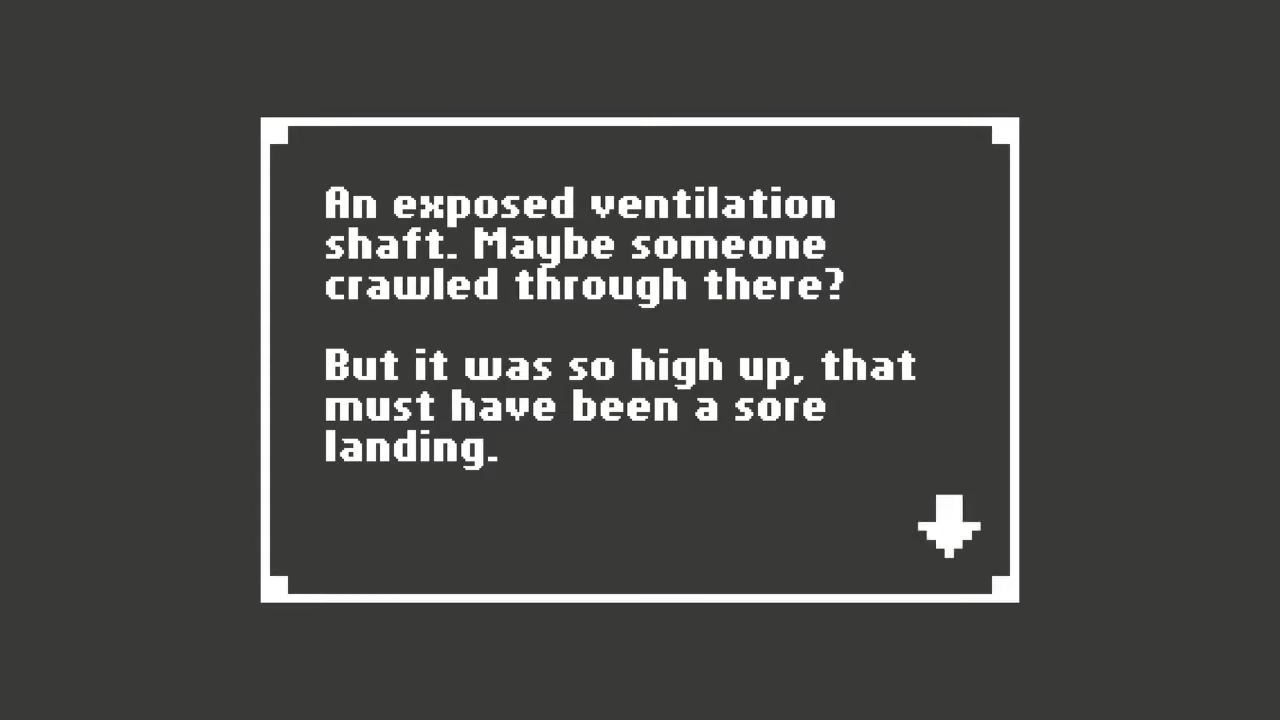 An exposed ventilation
shaft. Maybe someone
crawled through there?
But it was so high up, that
must have been a sore
landing.